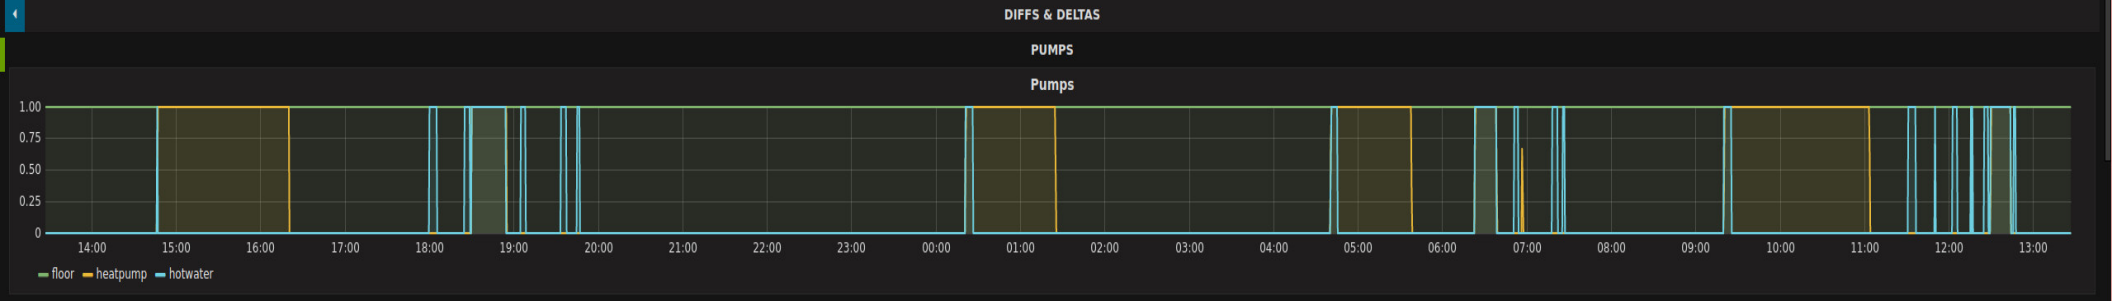 DIFFS & DELTAS
PUMPS
Pumps
1.00
0.75
0.50
0.25
0
14:00 15:00 16:00 17:00 18:00 19:00 20:00 21:00 22:00 23:00 00:00 01:00 02:00 03:00 04:00 05:00 06:00 07:00 08:00 09:00 10:00 11:00 12:00 13:00
floor heatpump hotwater